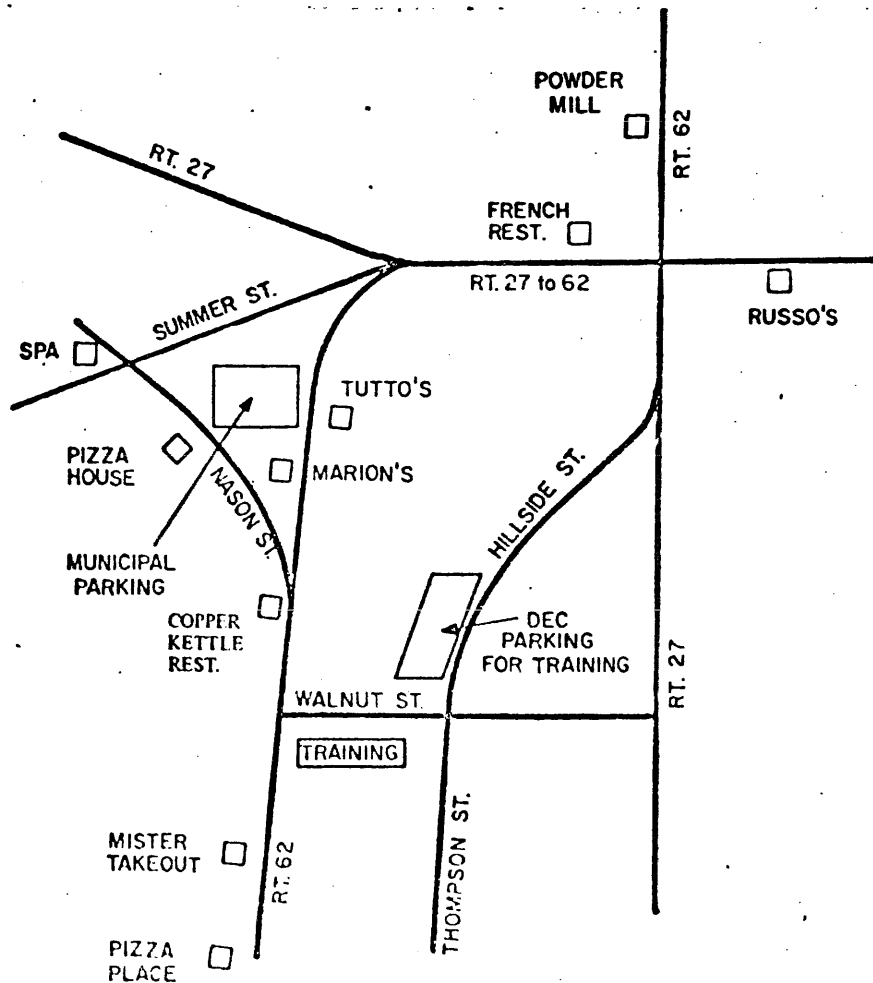 POWDER
MILL
RT. 62
RT. 27
FRENCH
REST.
RT. 27 to 62
RUSSO'S
SUMMER ST.
SPA
TUTTO'S
PIZZA
HOUSE
MARION'S
NASON ST.
HILLSIDE ST.
MUNICIPAL
PARKING
COPPER
KETTLE
REST.
DEC
PARKING
FOR TRAINING
RT. 27
WALNUT ST.
TRAINING
MISTER
TAKEOUT
RT. 62
THOMPSON ST.
PIZZA
PLACE